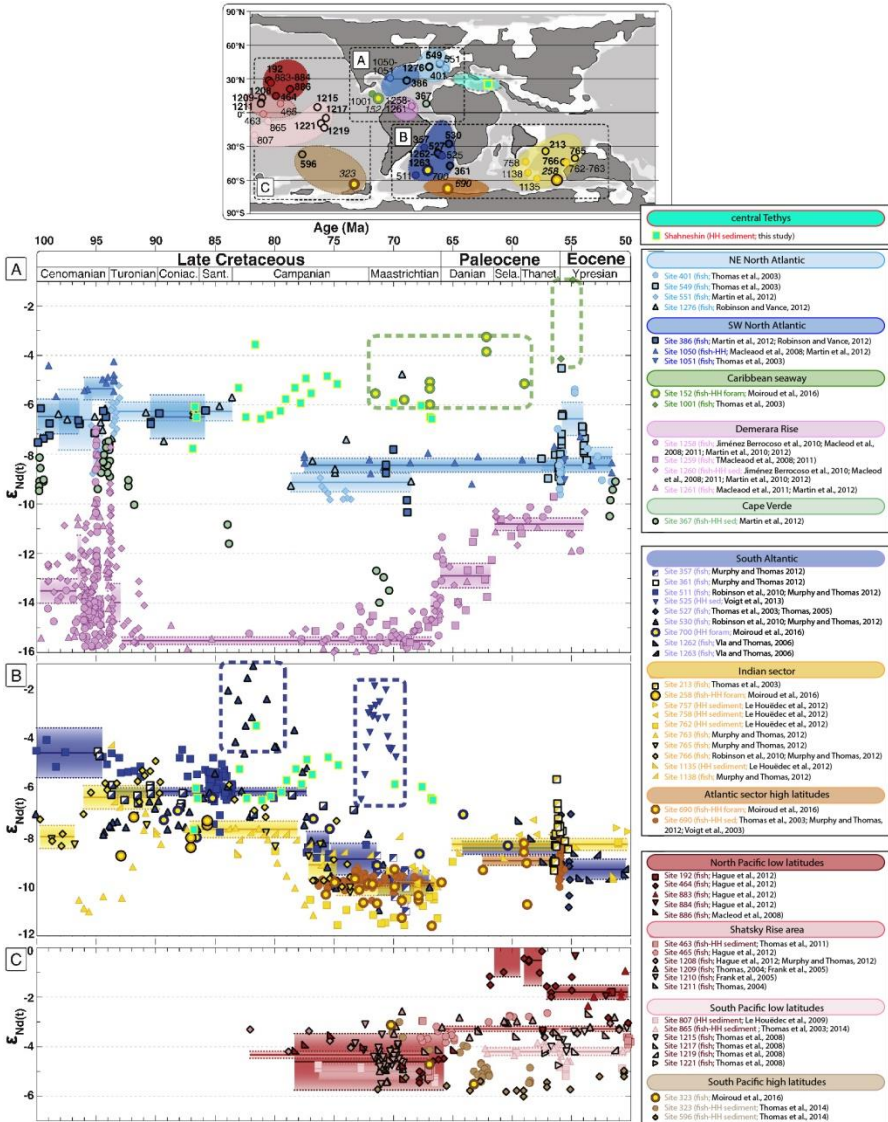 60°N
30°N
0°
30°S
60°S
90°S
A
B
C
192
883-884
886
1208
1209-
1211
464
465
463
865
807
1215
1217
1221
1219
596
323
1050-
1051
1276
549
551
401
386
367
1001
152
1258-
1261
357
530
527
1262-
1263
525
511
700
361
690
213
765
766
758
258
762-763
1138
1135
Age (Ma)
100 95 90 85 80 75 70 65 60 55 50
Late Cretaceous Paleocene Eocene
Cenomanian Turonian Coniac. Sant. Campanian Maastrichtian Danian Sela. Thanet. Ypresian
A
-2
-4
-6
-8
-10
-12
-14
-16
εNd(t)
B
-2
-4
-6
-8
-10
-12
εNd(t)
C
0
-2
-4
-6
εNd(t)
central Tethys
Shahneshin (HH sediment; this study)
NE North Atlantic
Site 401 (fish; Thomas et al., 2003)
Site 549 (fish; Thomas et al., 2003)
Site 551 (fish; Martin et al., 2012)
Site 1276 (fish; Robinson and Vance, 2012)
SW North Atlantic
Site 386 (fish; Martin et al., 2012; Robinson and Vance, 2012)
Site 1050 (fish-HH; Macleod et al., 2008; Martin et al., 2012)
Site 1051 (fish; Thomas et al., 2003)
Caribbean seaway
Site 152 (fish-HH foram; Moiroud et al., 2016)
Site 1001 (fish; Thomas et al., 2003)
Demerara Rise
Site 1258 (fish; Jiménez Berrocoso et al., 2010; Macleod et al.,
2008; 2011; Martin et al., 2010; 2012)
Site 1259 (fish; TMacleaod et al., 2008; 2011)
Site 1260 (fish-HH sed; Jiménez Berrocoso et al., 2010; Macleod
et al., 2008; 2011; Martin et al., 2010; 2012)
Site 1261 (fish; Macleaod et al., 2011; Martin et al., 2012)
Cape Verde
Site 367 (fish-HH sed; Martin et al., 2012)
South Altantic
Site 357 (fish; Murphy and Thomas 2012)
Site 361 (fish; Murphy and Thomas 2012)
Site 511 (fish; Robinson et al., 2010; Murphy and Thomas 2012)
Site 525 (HH sed; Voigt et al., 2013)
Site 527 (fish; Thomas et al., 2003; Thomas, 2005)
Site 530 (fish; Robinson et al., 2010; Murphy and Thomas, 2012)
Site 700 (HH foram; Moiroud et al., 2016)
Site 1262 (fish; Vla and Thomas, 2006)
Site 1263 (fish; Vla and Thomas, 2006)
Indian sector
Site 213 (fish; Thomas et al., 2003)
Site 258 (fish-HH foram; Moiroud et al., 2016)
Site 757 (HH sediment; Le Houëdec et al., 2012)
Site 758 (HH sediment; Le Houëdec et al., 2012)
Site 762 (HH sediment; Le Houëdec et al., 2012)
Site 763 (fish; Murphy and Thomas, 2012)
Site 765 (fish; Murphy and Thomas, 2012)
Site 766 (fish; Robinson et al., 2010; Murphy and Thomas, 2012)
Site 1135 (HH sediment; Le Houëdec et al., 2012)
Site 1138 (fish; Murphy and Thomas, 2012)
Atlantic sector high latitudes
Site 690 (fish-HH foram; Moiroud et al., 2016)
Site 690 (fish-HH sed; Thomas et al., 2003; Murphy and Thomas,
2012; Voigt et al., 2003)
North Pacific low latitudes
Site 192 (fish; Hague et al., 2012)
Site 464 (fish; Hague et al., 2012)
Site 883 (fish; Hague et al., 2012)
Site 884 (fish; Hague et al., 2012)
Site 886 (fish; Macleod et al., 2008)
Shatsky Rise area
Site 463 (fish-HH sediment; Thomas et al., 2011)
Site 465 (fish; Hague et al., 2012)
Site 1208 (fish; Hague et al., 2012; Murphy and Thomas, 2012)
Site 1209 (fish; Thomas, 2004; Frank et al., 2005)
Site 1210 (fish; Frank et al., 2005)
Site 1211 (fish; Thomas, 2004)
South Pacific low latitudes
Site 807 (HH sediment; Le Houëdec et al., 2009)
Site 865 (fish-HH sediment ; Thomas et al, 2003; 2014)
Site 1215 (fish; Thomas et al., 2008)
Site 1217 (fish; Thomas et al., 2008)
Site 1219 (fish; Thomas et al., 2008)
Site 1221 (fish; Thomas et al., 2008)
South Pacific high latitudes
Site 323 (fish; Moiroud et al., 2016)
Site 323 (fish-HH sediment; Thomas et al., 2014)
Site 596 (fish-HH sediment; Thomas et al., 2014)